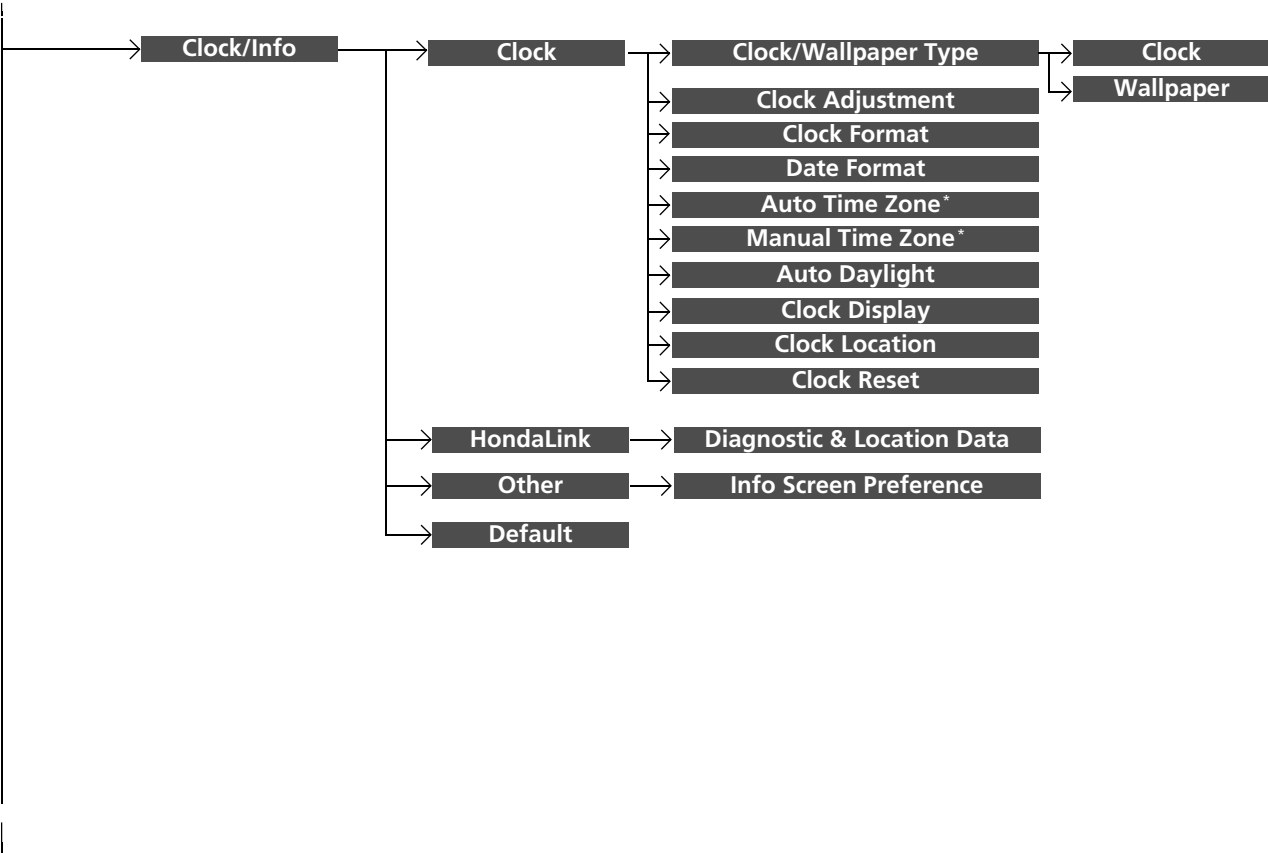 Clock/Info
Clock
Clock/Wallpaper Type
Clock
Wallpaper
Clock Adjustment
Clock Format
Date Format
Auto Time Zone*
Manual Time Zone*
Auto Daylight
Clock Display
Clock Location
Clock Reset
HondaLink
Diagnostic & Location Data
Other
Info Screen Preference
Default